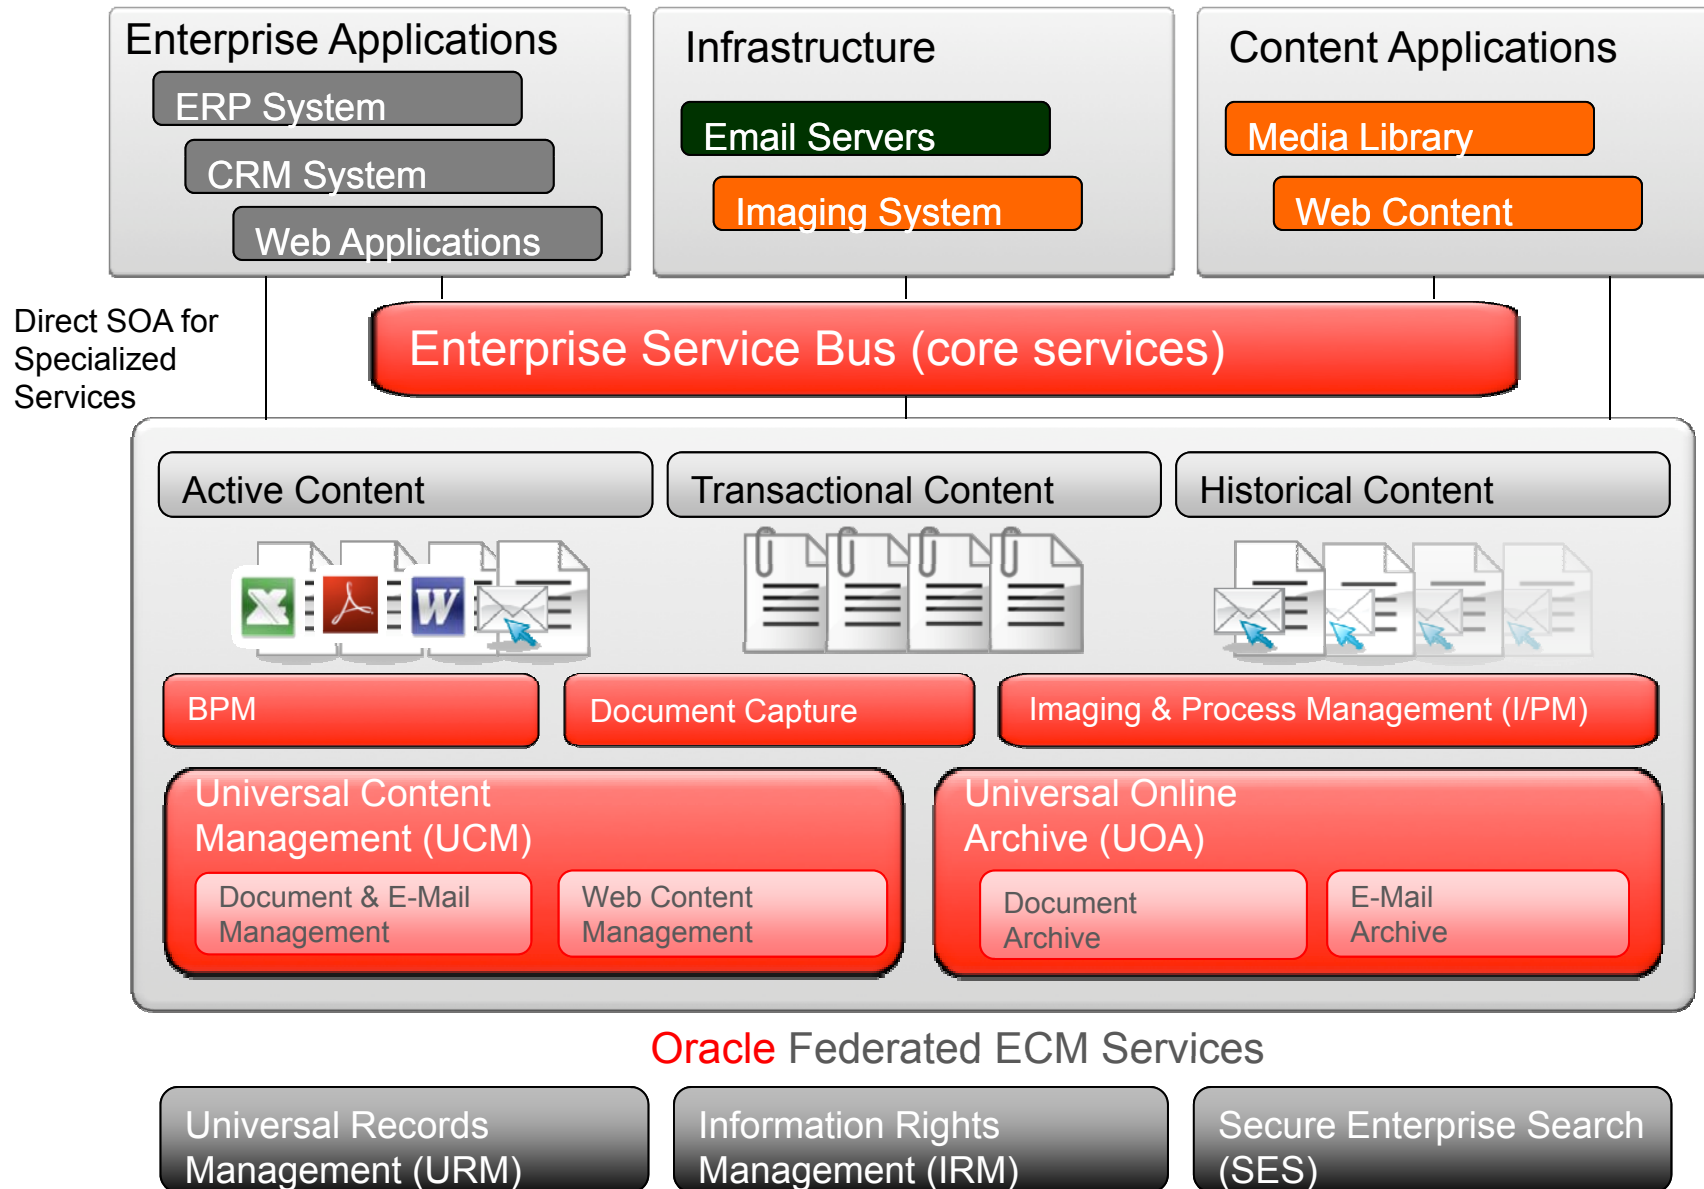 Enterprise Applications
ERP System
CRM System
Web Applications
Infrastructure
Email Servers
Imaging System
Content Applications
Media Library
Web Content
Direct SOA for
Specialized
Services
Enterprise Service Bus (core services)
Active Content
Transactional Content
Historical Content
W
BPM
Document Capture
Imaging & Process Management (I/PM)
Universal Content
Management (UCM)
Document & E-Mail
Management
Web Content
Management
Universal Online
Archive (UOA)
Document
Archive
E-Mail
Archive
Oracle Federated ECM Services
Universal Records
Management (URM)
Information Rights
Management (IRM)
Secure Enterprise Search
(SES)